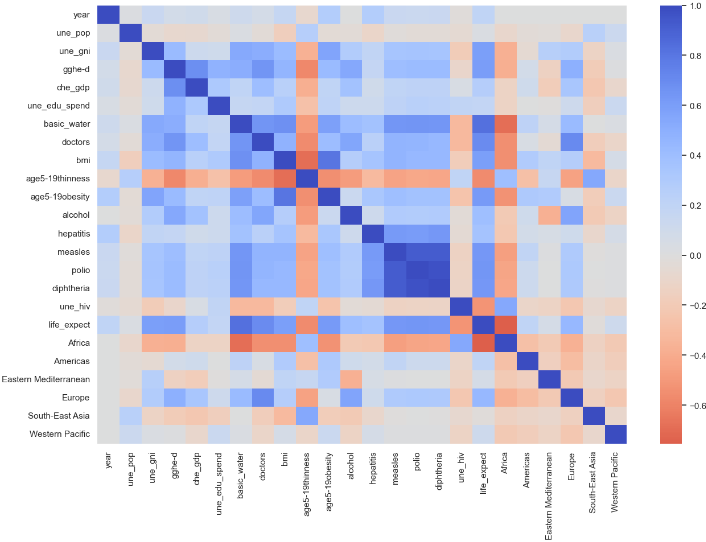 year
une_pop
une_gni
gghe-d
che_gdp
une_edu_spend
basic_water
doctors
bmi
age5-19thinness
age5-19obesity
alcohol
hepatitis
measles
polio
diphtheria
une_hiv
life_expect
Africa
Americas
Eastern Mediterranean
Europe
South-East Asia
Western Pacific
year
une_pop
une_gni
gghe-d
che_gdp
une_edu_spend
basic_water
doctors
bmi
age5-19thinness
age5-19obesity
alcohol
hepatitis
measles
polio
diphtheria
une_hiv
life_expect
Africa
Americas
Eastern Mediterranean
Europe
South-East Asia
Western Pacific
1.0
0.8
0.6
0.4
0.2
0.0
−0.2
−0.4
−0.6